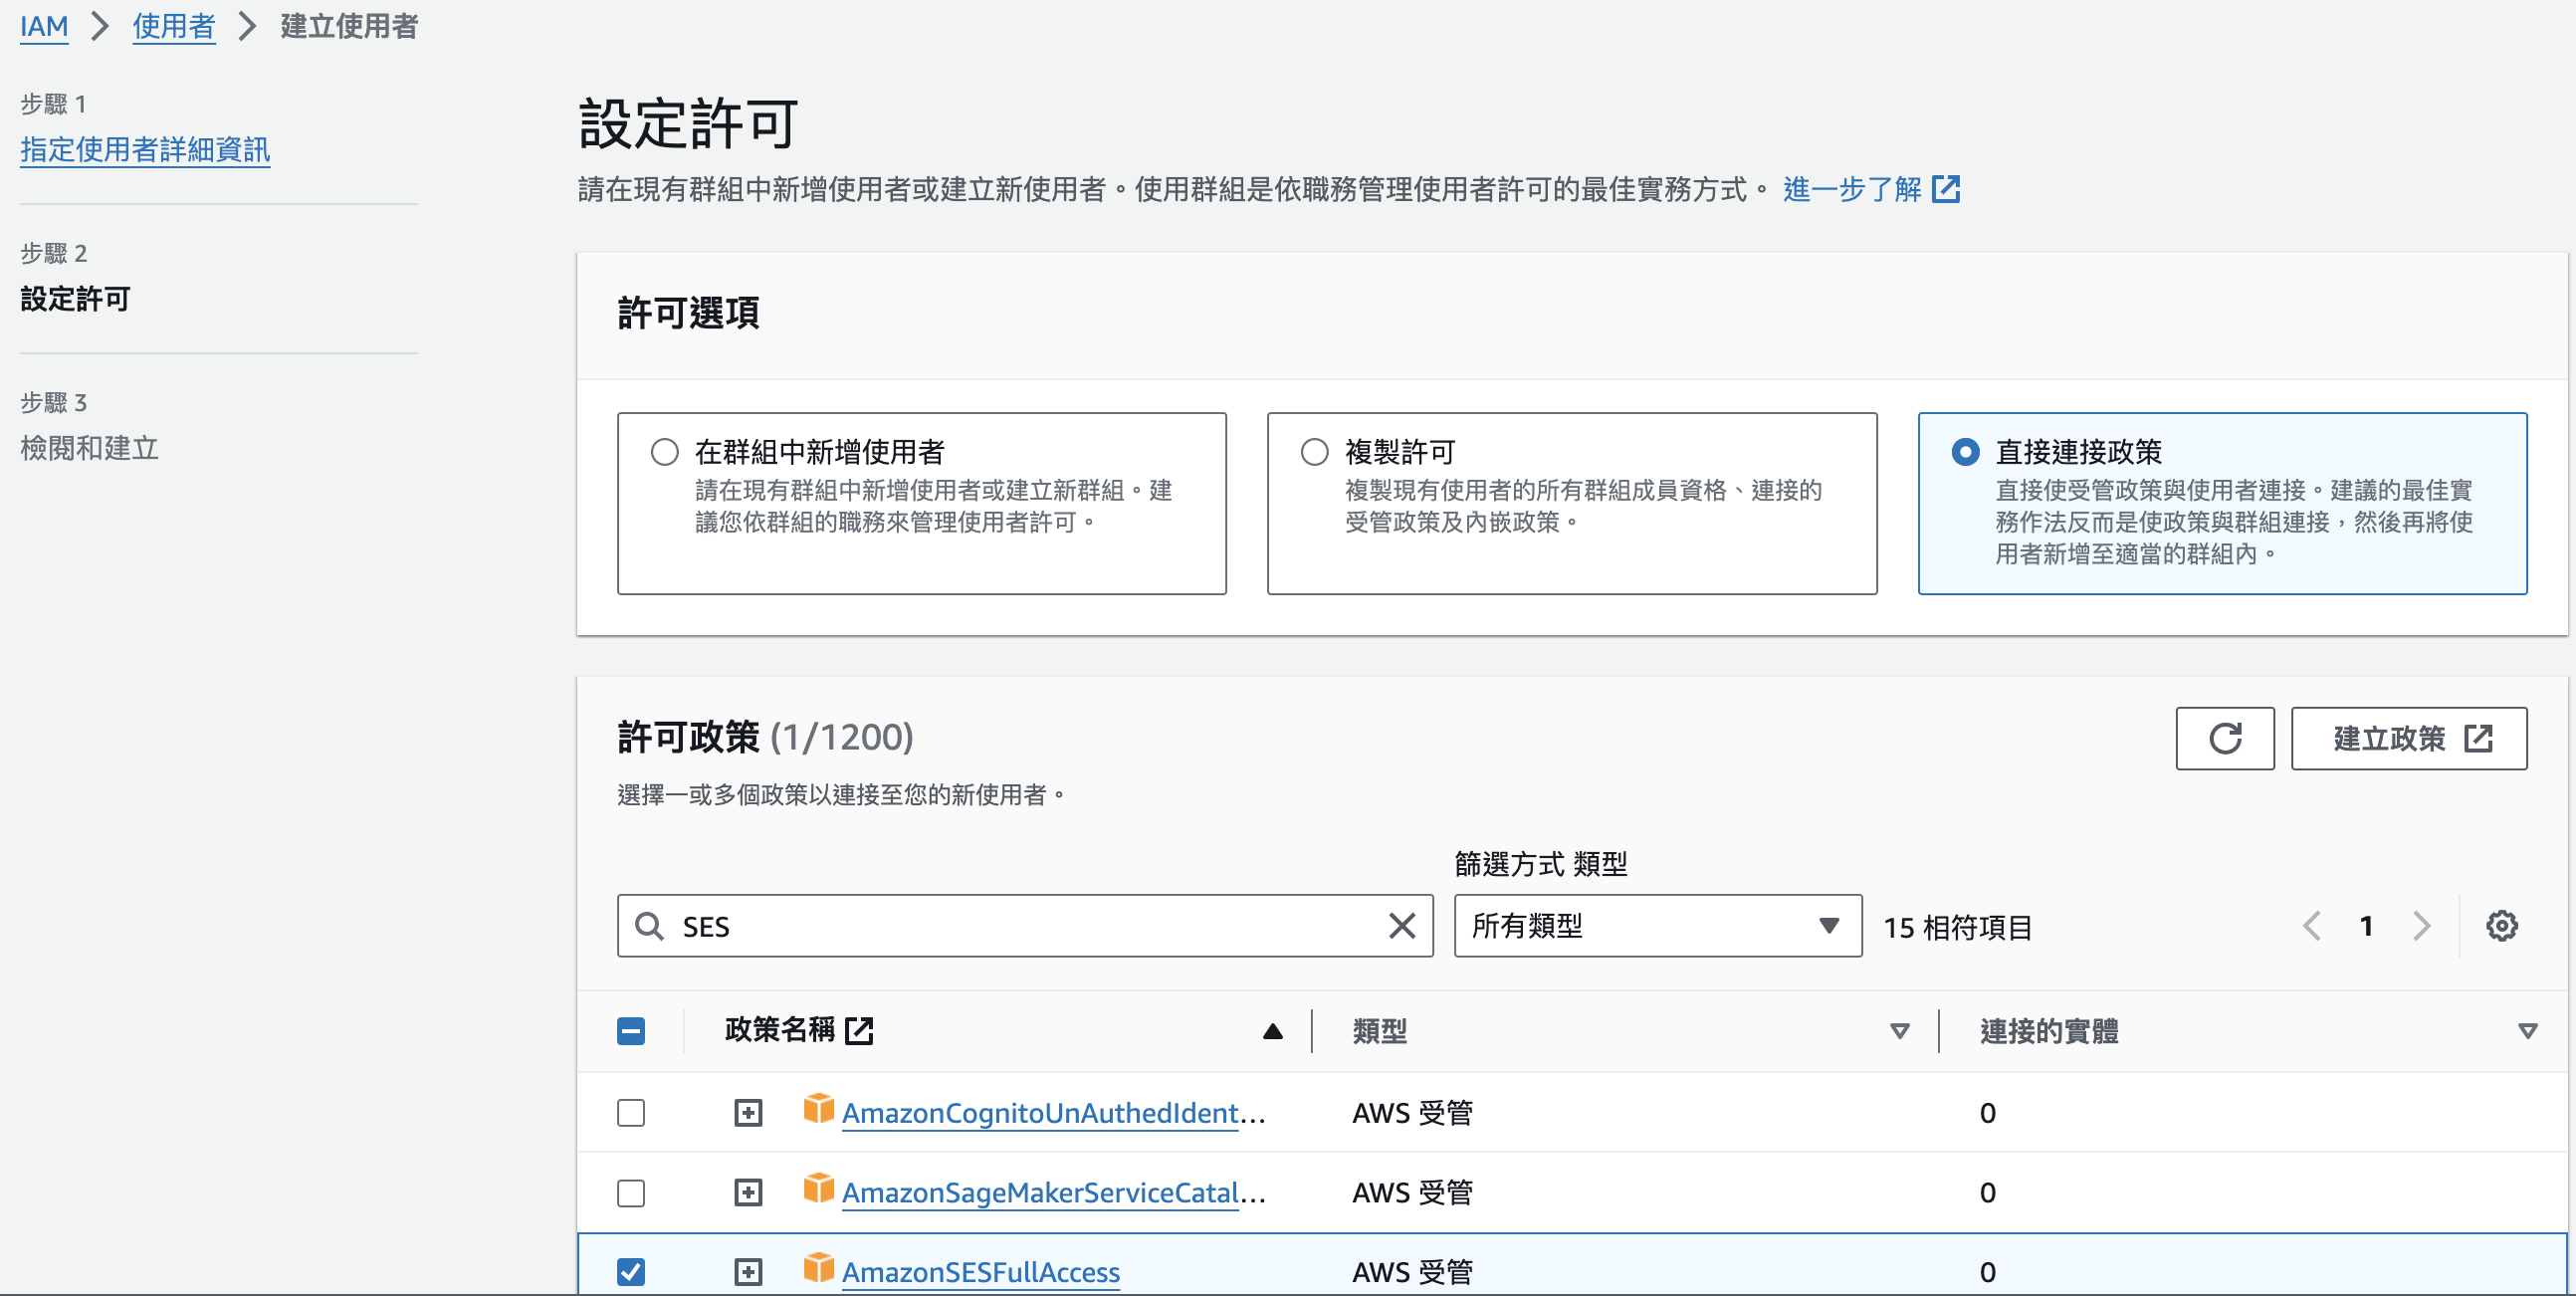 IAM > 使用者 > 建立使用者
步驟 1
指定使用者詳細資訊
步驟 2
設定許可
步驟 3
檢閱和建立
設定許可
請在現有群組中新增使用者或建立新使用者。使用群組是依職務管理使用者許可的最佳實務方式。 進一步了解
許可選項
在群組中新增使用者
請在現有群組中新增使用者或建立新群組。建
議您依群組的職務來管理使用者許可。
複製許可
複製現有使用者的所有群組成員資格、連接的
受管政策及內嵌政策。
直接連接政策
直接使受管政策與使用者連接。建議的最佳實
務作法反而是使政策與群組連接，然後再將使
用者新增至適當的群組內。
許可政策 (1/1200)
建立政策
選擇一或多個政策以連接至您的新使用者。
篩選方式 類型
SES
所有類型
15 相符項目
1
政策名稱 類型 連接的實體
AmazonCognitoUnAuthedIdent... AWS 受管 0
AmazonSageMakerServiceCatal... AWS 受管 0
AmazonSESFullAccess AWS 受管 0